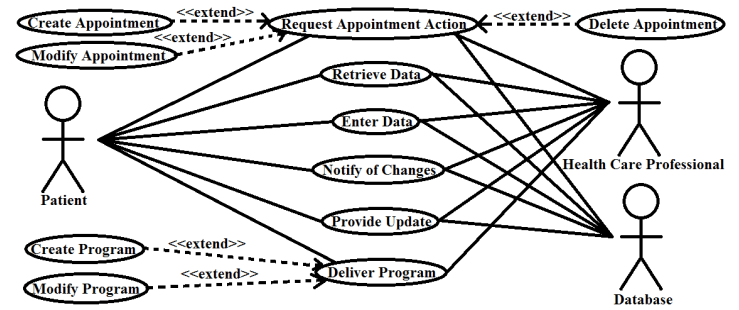 Create Appointment
<<extend>>
Request Appointment Action
<<extend>>
Delete Appointment
<<extend>>
Modify Appointment
Retrieve Data
Enter Data
Health Care Professional
Notify of Changes
Patient
Provide Update
Create Program
<<extend>>
Deliver Program
<<extend>>
Modify Program
Database